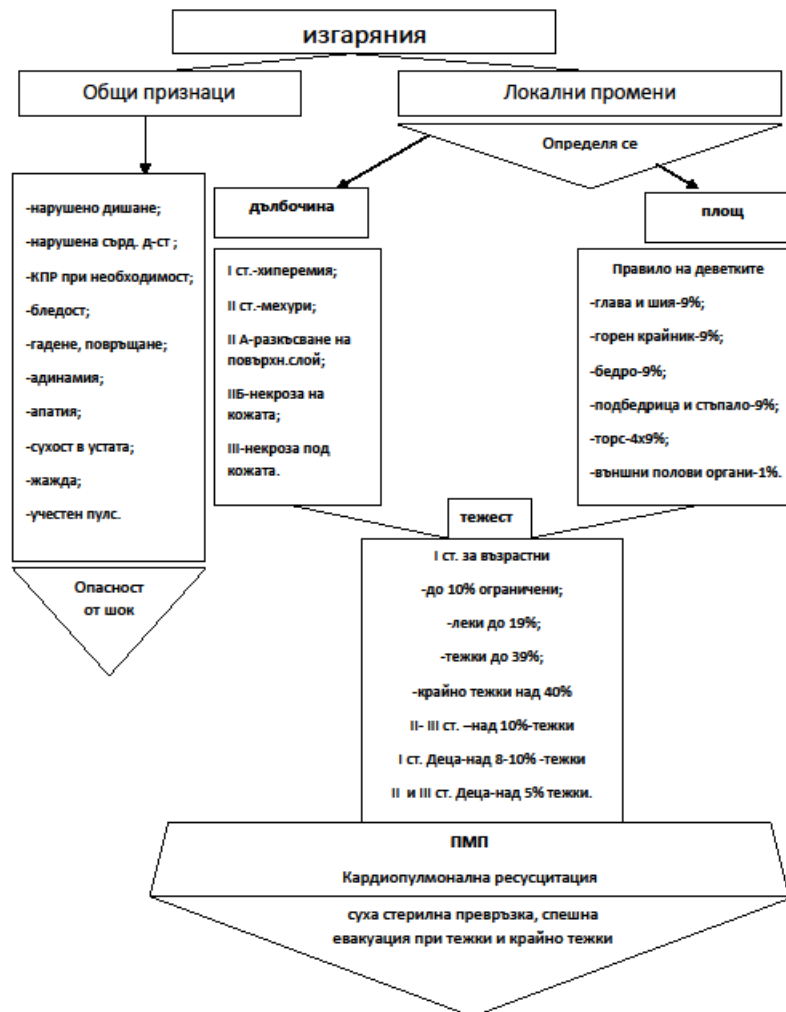 изгаряния
Общи признаци
Локални промени
Определя се
-нарушено дишане;
-нарушена сърд. д-ст ;
-КПР при необходимост;
-бледост;
-гадене, повръщане;
-адинамия;
-апатия;
-сухост в устата;
-жажда;
-учестен пулс.
Опасност
от шок
дълбочина
I ст.-хиперемия;
II ст.-мехури;
II А-разкъсване на
повърхн.слой;
IIБ-некроза на
кожата;
III-некроза под
кожата.
площ
Правило на деветките
-глава и шия-9%;
-горен крайник-9%;
-бедро-9%;
-подбедрица и стъпало-9%;
-торс-4х9%;
-външни полови органи-1%.
тежест
I ст. за възрастни
-до 10% ограничени;
-леки до 19%;
-тежки до 39%;
-крайно тежки над 40%
II- III ст. –над 10%-тежки
I ст. Деца-над 8-10% -тежки
II и III ст. Деца-над 5% тежки.
ПМП
Кардиопулмонална ресусцитация
суха стерилна превръзка, спешна
евакуация при тежки и крайно тежки